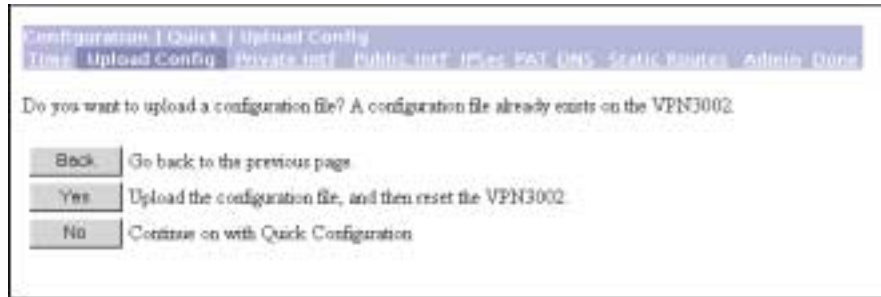 Configuration | Quick | Upload Config
Time Upload Config Private Intf Public Intf IPSec PAT DNS Static Routes Admin Done
Do you want to upload a configuration file? A configuration file already exists on the VPN3002.
Back Go back to the previous page.
Yes Upload the configuration file, and then reset the VPN3002.
No Continue on with Quick Configuration